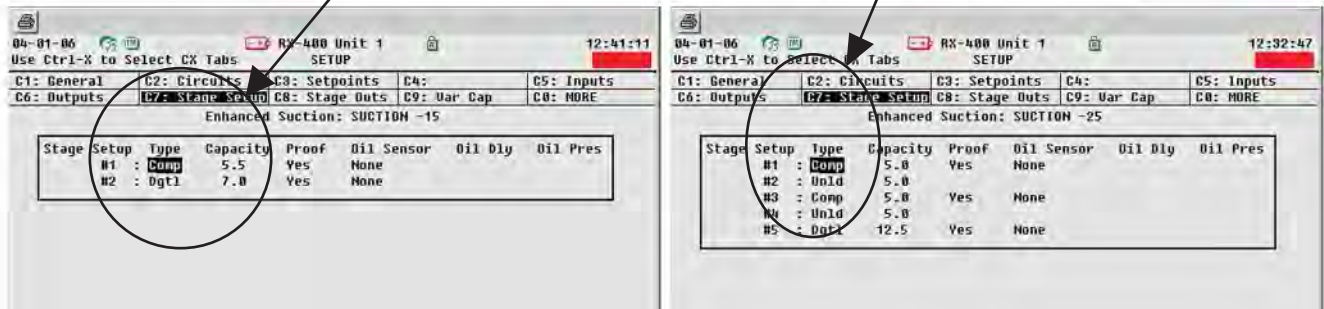 04-01-06 RX-400 Unit 1 12:41:11
Use Ctrl-X to Select CX Tabs SETUP
C1: General C2: Circuits C3: Setpoints C4: C5: Inputs
C6: Outputs C7: Stage Setup C8: Stage Outs C9: Var Cap C0: MORE
Enhanced Suction: SUCTION -15
Stage Setup Type Capacity Proof Oil Sensor Oil Dly Oil Pres
#1 : Comp 5.5 Yes None
#2 : Dgtl 7.0 Yes None
04-01-06 RX-400 Unit 1 12:32:47
Use Ctrl-X to Select CX Tabs SETUP
C1: General C2: Circuits C3: Setpoints C4: C5: Inputs
C6: Outputs C7: Stage Setup C8: Stage Outs C9: Var Cap C0: MORE
Enhanced Suction: SUCTION -25
Stage Setup Type Capacity Proof Oil Sensor Oil Dly Oil Pres
#1 : Comp 5.0 Yes None
#2 : Unld 5.0
#3 : Comp 5.0 Yes None
#4 : Unld 5.0
#5 : Dgtl 12.5 Yes None